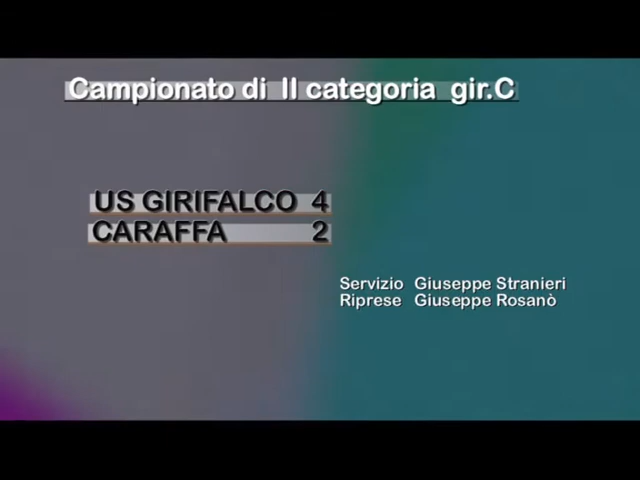 Campionato di II categoria gir.C
US GIRIFALCO 4
CARAFFA 2
Servizio Giuseppe Stranieri
Riprese Giuseppe Rosanò